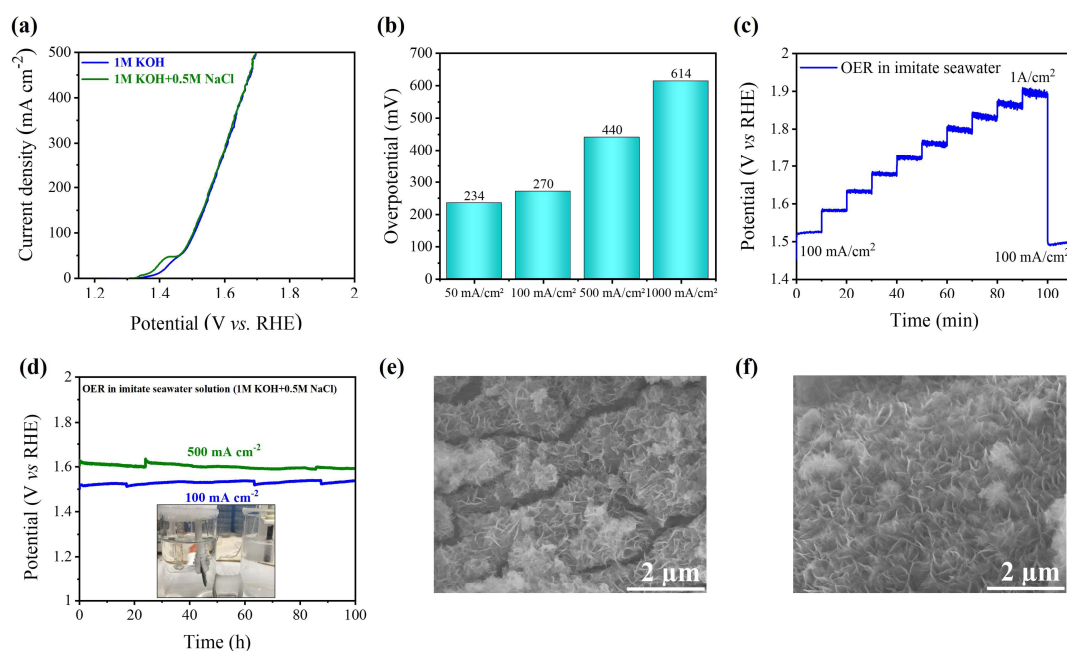 (a)
500
400
300
200
100
0
1.2
1.4
1.6
1.8
2
Current density (mA cm⁻²)
Potential (V vs. RHE)
1M KOH
1M KOH+0.5M NaCl
(b)
700
600
500
400
300
200
100
0
Overpotential (mV)
234
270
440
614
50 mA/cm²
100 mA/cm²
500 mA/cm²
1000 mA/cm²
(c)
2
1.9
1.8
1.7
1.6
1.5
1.4
Potential (V vs RHE)
OER in imitate seawater
1A/cm²
100 mA/cm²
100 mA/cm²
0
20
40
60
80
100
Time (min)
(d)
2
1.8
1.6
1.4
1.2
1
Potential (V vs RHE)
OER in imitate seawater solution (1M KOH+0.5M NaCl)
500 mA cm⁻²
100 mA cm⁻²
0
20
40
60
80
100
Time (h)
(e)
2 µm
(f)
2 µm